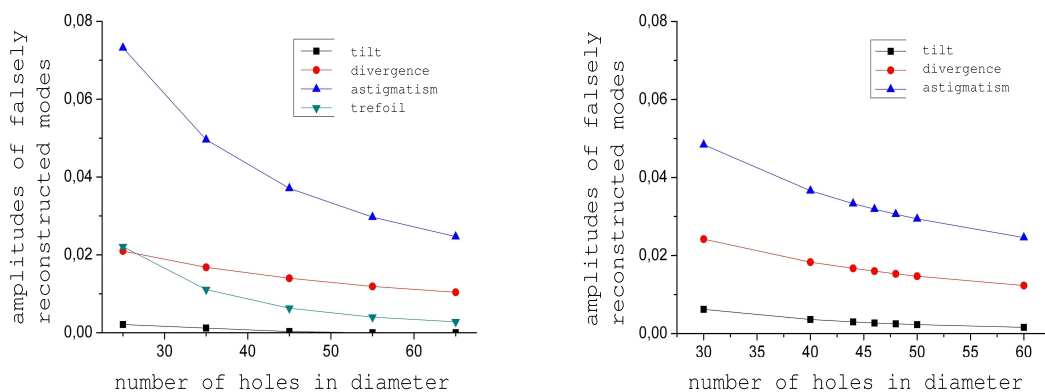 amplitudes of falsely
reconstructed modes
0,08
0,06
0,04
0,02
0,00
tilt
divergence
astigmatism
trefoil
30 40 50 60
number of holes in diameter
amplitudes of falsely
reconstructed modes
0,08
0,06
0,04
0,02
0,00
tilt
divergence
astigmatism
30 35 40 45 50 55 60
number of holes in diameter